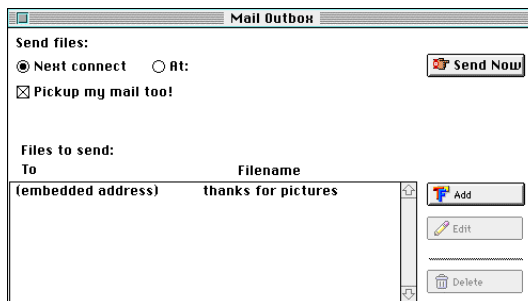 Mail Outbox
Send files:
Next connect At:
Send Now
Pickup my mail too!
Files to send:
To Filename
(embedded address) thanks for pictures
Add
Edit
Delete